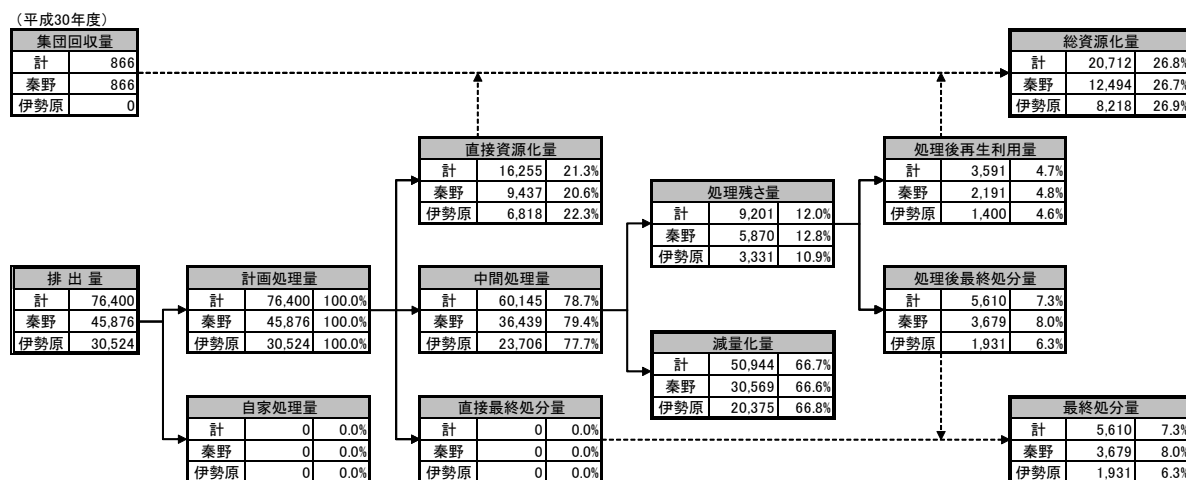 （平成30年度）
集団回収量
計 866
秦野 866
伊勢原 0
総資源化量
計 20,712 26.8%
秦野 12,494 26.7%
伊勢原 8,218 26.9%
直接資源化量
計 16,255 21.3%
秦野 9,437 20.6%
伊勢原 6,818 22.3%
処理後再生利用量
計 3,591 4.7%
秦野 2,191 4.8%
伊勢原 1,400 4.6%
処理残さ量
計 9,201 12.0%
秦野 5,870 12.8%
伊勢原 3,331 10.9%
排 出 量
計 76,400
秦野 45,876
伊勢原 30,524
計画処理量
計 76,400 100.0%
秦野 45,876 100.0%
伊勢原 30,524 100.0%
中間処理量
計 60,145 78.7%
秦野 36,439 79.4%
伊勢原 23,706 77.7%
処理後最終処分量
計 5,610 7.3%
秦野 3,679 8.0%
伊勢原 1,931 6.3%
減量化量
計 50,944 66.7%
秦野 30,569 66.6%
伊勢原 20,375 66.8%
自家処理量
計 0 0.0%
秦野 0 0.0%
伊勢原 0 0.0%
直接最終処分量
計 0 0.0%
秦野 0 0.0%
伊勢原 0 0.0%
最終処分量
計 5,610 7.3%
秦野 3,679 8.0%
伊勢原 1,931 6.3%